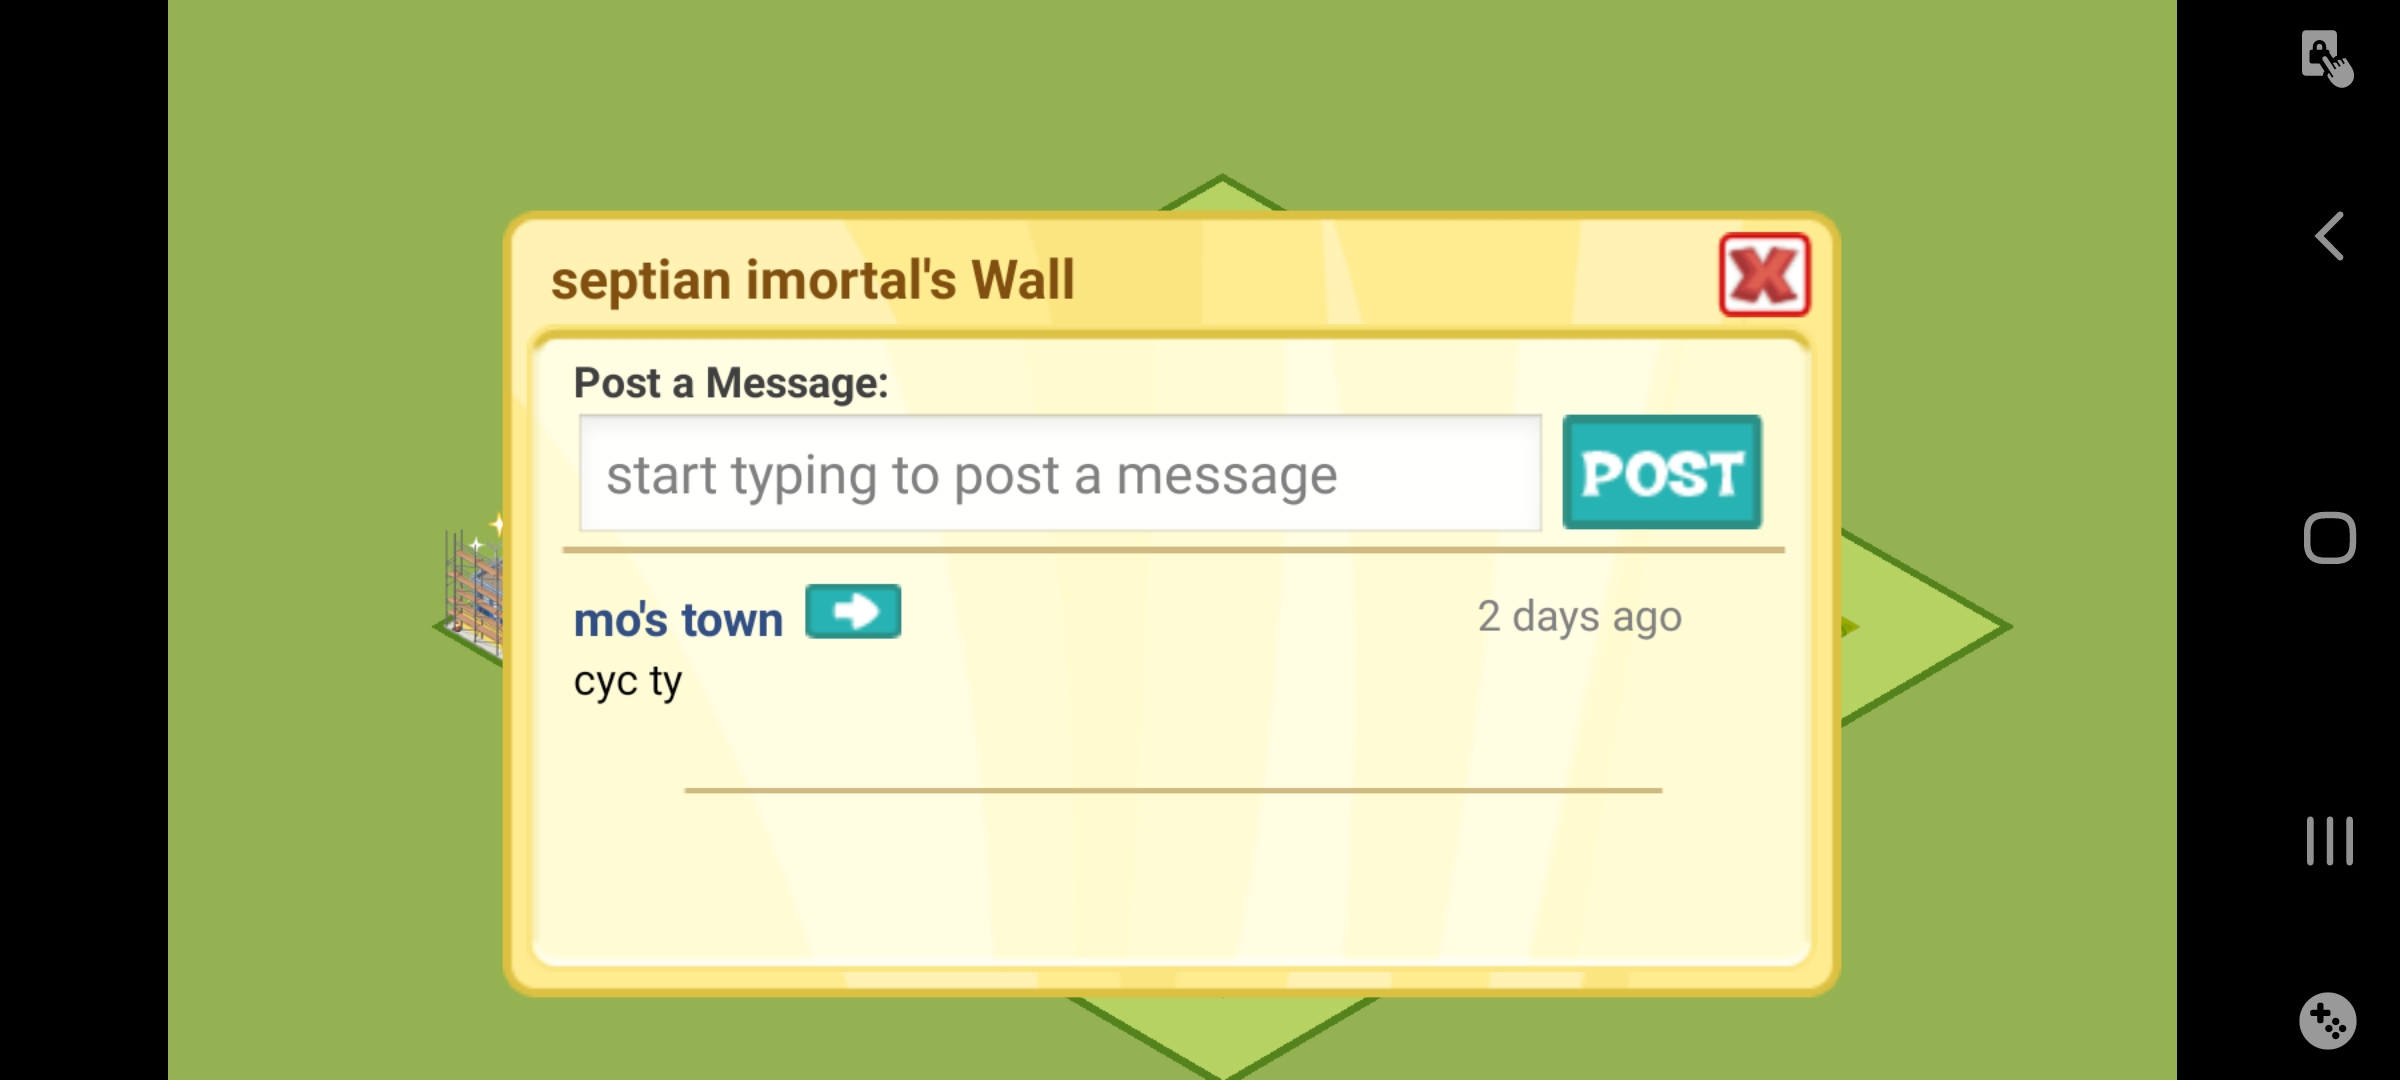 septian imortal's Wall
Post a Message:
start typing to post a message
POST
mo's town
2 days ago
cyc ty